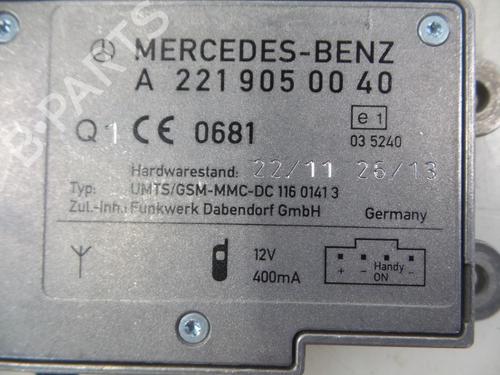 MERCEDES-BENZ
A 221 905 00 40
Q1 CE 0681 e1
03 5240
Hardwarestand: 22/11 26/13
Typ: UMTS/GSM-MMC-DC 116 0141 3
Zul.-Inh.: Funkwerk Dabendorf GmbH Germany
12V
400mA
+ - Handy -
ON
B-PARTS